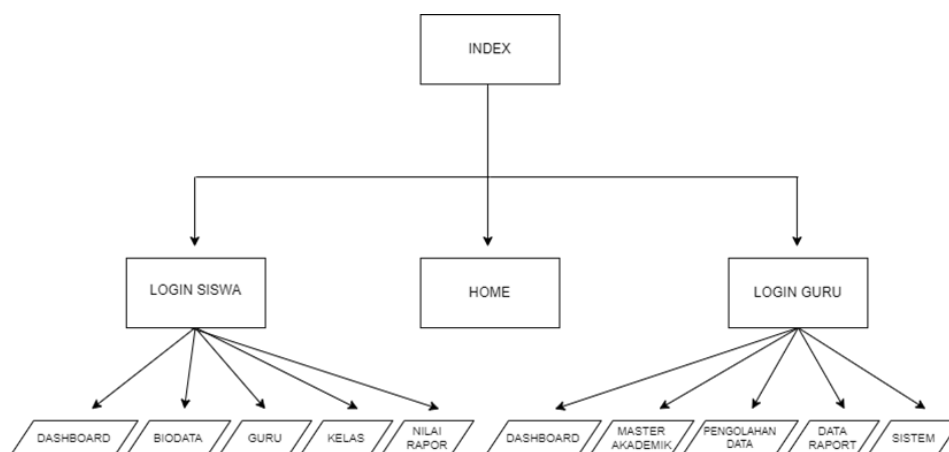 INDEX
LOGIN SISWA
HOME
LOGIN GURU
DASHBOARD
BIODATA
GURU
KELAS
NILAI
RAPOR
DASHBOARD
MASTER
AKADEMIK
PENGOLAHAN
DATA
DATA
RAPORT
SISTEM